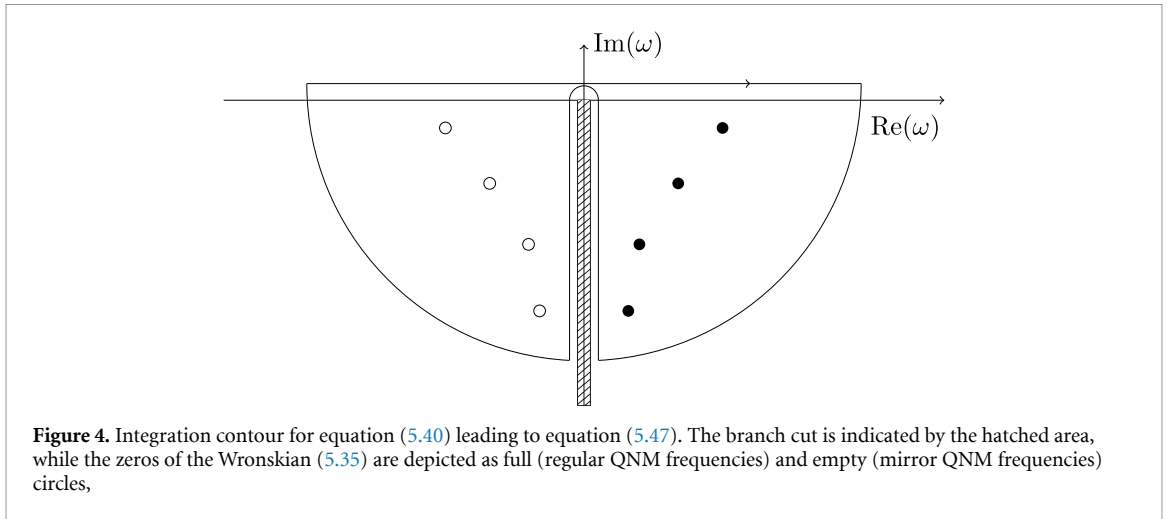 Im(ω)
Re(ω)
Figure 4. Integration contour for equation (5.40) leading to equation (5.47). The branch cut is indicated by the hatched area,
while the zeros of the Wronskian (5.35) are depicted as full (regular QNM frequencies) and empty (mirror QNM frequencies)
circles,